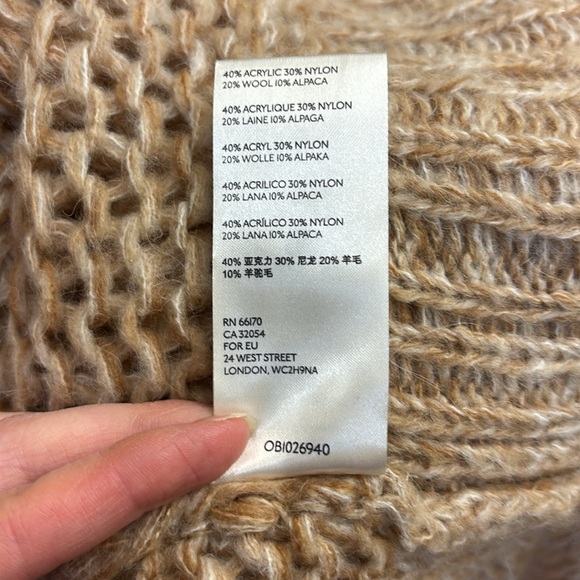 40% ACRYLIC 30% NYLON
20% WOOL 10% ALPACA
40% ACRYLIQUE 30% NYLON
20% LAINE 10% ALPAGA
40% ACRYL 30% NYLON
20% WOLLE 10% ALPAKA
40% ACRILICO 30% NYLON
20% LANA 10% ALPACA
40% ACRÍLICO 30% NYLON
20% LANA 10% ALPACA
40% 亚克力 30% 尼龙 20% 羊毛
10% 羊驼毛
RN 66170
CA 32054
FOR EU
24 WEST STREET
LONDON, WC2H9NA
OB1026940